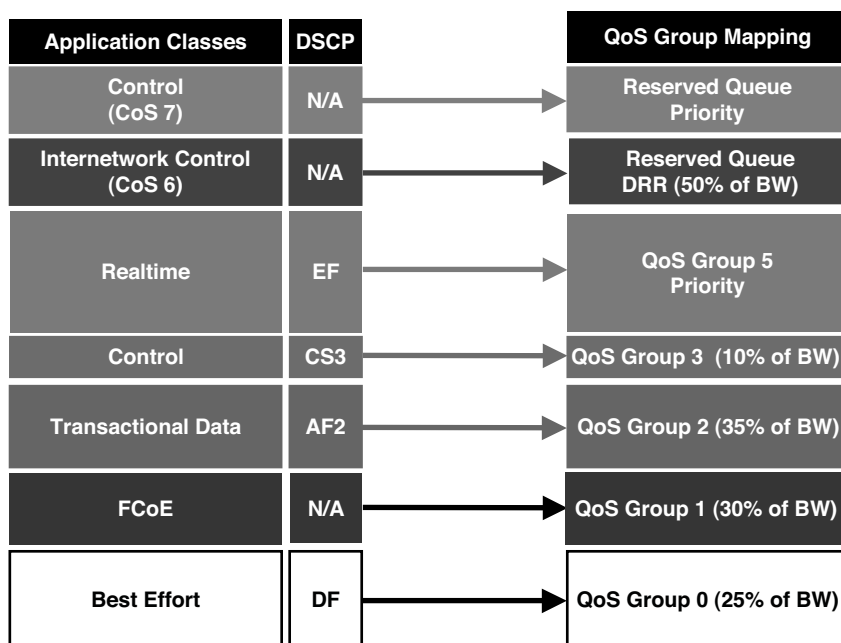 Application Classes DSCP QoS Group Mapping
Control
(CoS 7)
N/A
Reserved Queue
Priority
Internetwork Control
(CoS 6)
N/A
Reserved Queue
DRR (50% of BW)
Realtime
EF
QoS Group 5
Priority
Control CS3 QoS Group 3 (10% of BW)
Transactional Data AF2 QoS Group 2 (35% of BW)
FCoE N/A QoS Group 1 (30% of BW)
Best Effort DF QoS Group 0 (25% of BW)